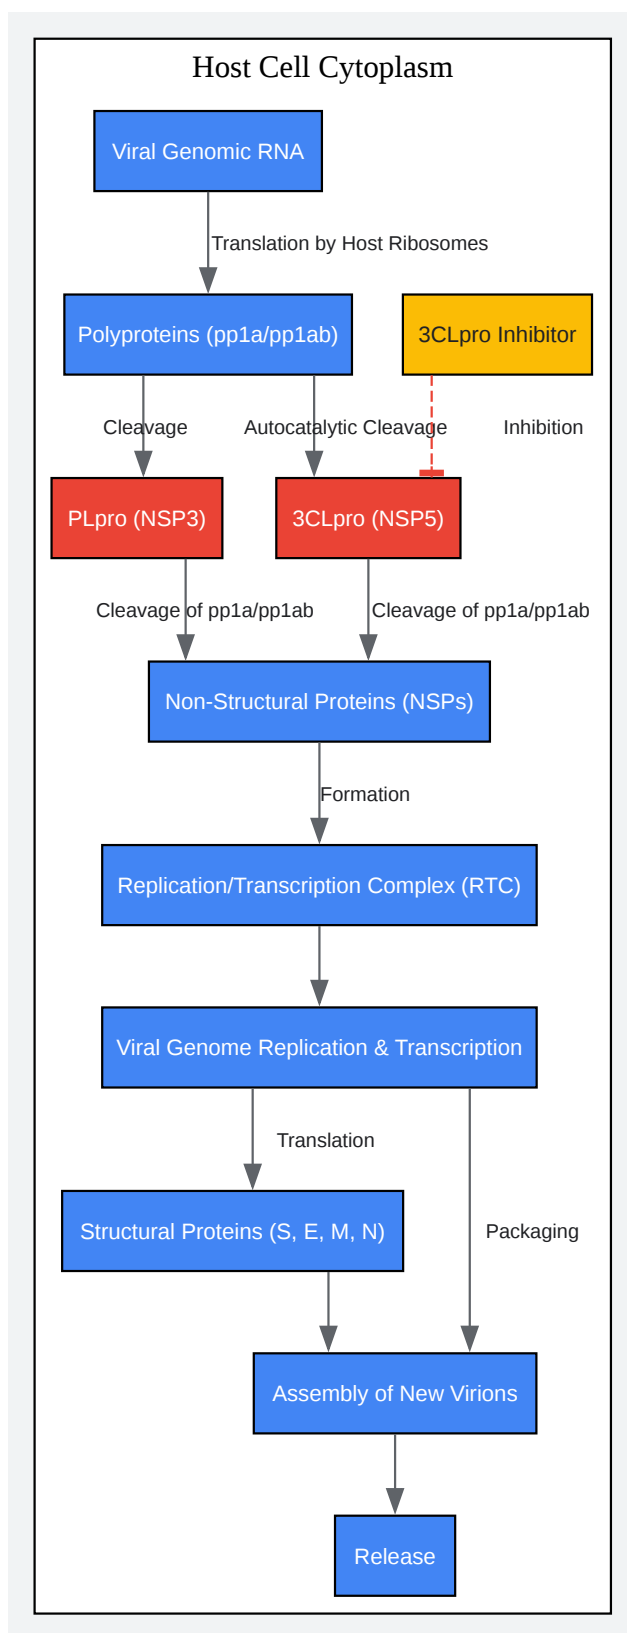 Host Cell Cytoplasm
Viral Genomic RNA
Translation by Host Ribosomes
Polyproteins (pp1a/pp1ab)
3CLpro Inhibitor
Cleavage
Autocatalytic Cleavage
Inhibition
PLpro (NSP3)
3CLpro (NSP5)
Cleavage of pp1a/pp1ab
Cleavage of pp1a/pp1ab
Non-Structural Proteins (NSPs)
Formation
Replication/Transcription Complex (RTC)
Viral Genome Replication & Transcription
Translation
Structural Proteins (S, E, M, N)
Packaging
Assembly of New Virions
Release